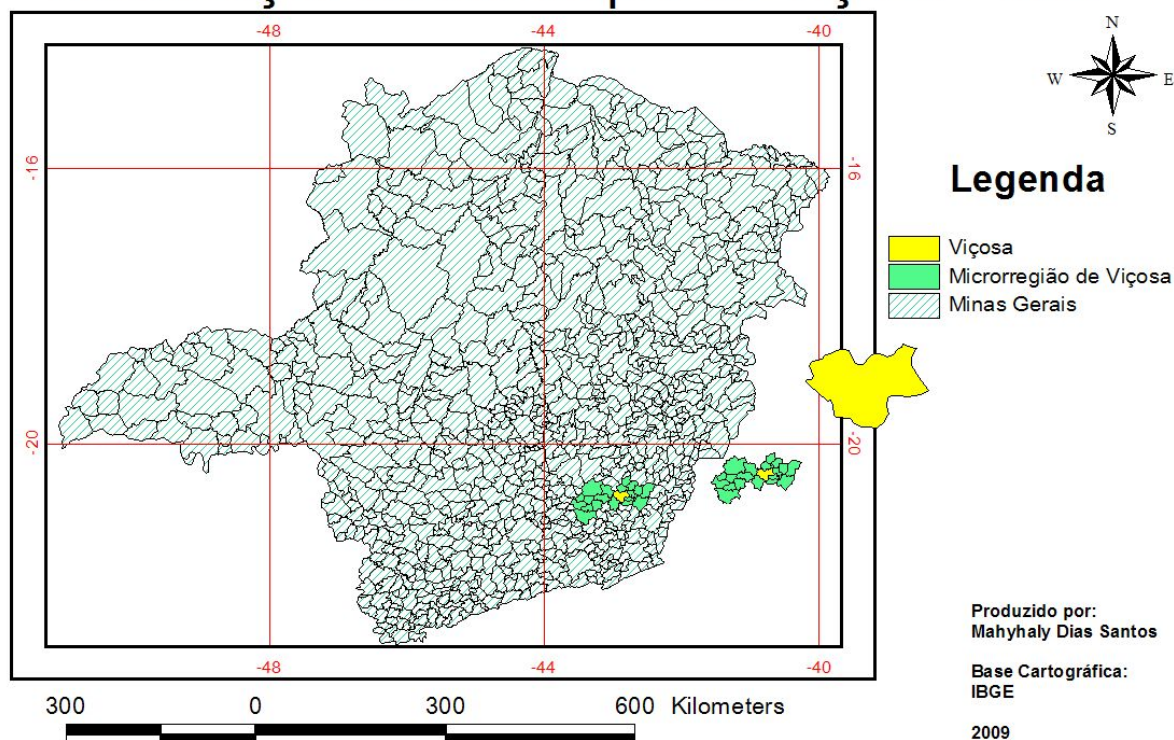 -48 -44 -40
N
W E
S
-16 -16
Legenda
Viçosa
Microrregião de Viçosa
Minas Gerais
-20 -20
-48 -44 -40
Produzido por:
Mahyhaly Dias Santos
Base Cartográfica:
IBGE
2009
300 0 300 600 Kilometers